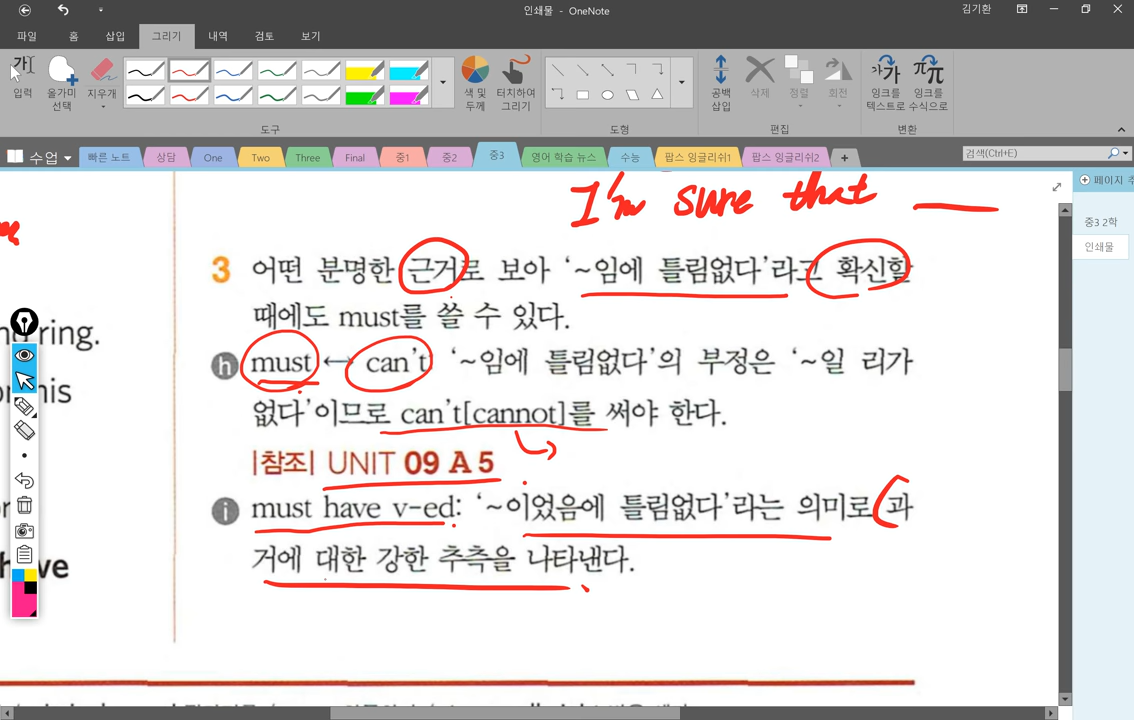 인쇄물 - OneNote
김기환
파일 홈 삽입 그리기 내역 검토 보기
입력 올가미 선택 지우개 색 및 두께 터치하여 그리기 공백 삽입 삭제 정렬 회전 잉크를 텍스트로 잉크를 수식으로
도구 도형 편집 변환
수업 빠른 노트 상담 One Two Three Final 중1 중2 중3 영어 학습 뉴스 수능 팝스 잉글리쉬1 팝스 잉글리쉬2 검색(Ctrl+E)
페이지 추
중3 2학
인쇄물
I'm sure that
3 어떤 분명한 근거로 보아 '~임에 틀림없다'라고 확신할
때에도 must를 쓸 수 있다.
ring.
h must ↔ can't '~임에 틀림없다'의 부정은 '~일 리가
없다'이므로 can't[cannot]를 써야 한다.
|참조| UNIT 09 A 5
i must have v-ed: '~이었음에 틀림없다'라는 의미로 과
거에 대한 강한 추측을 나타낸다.